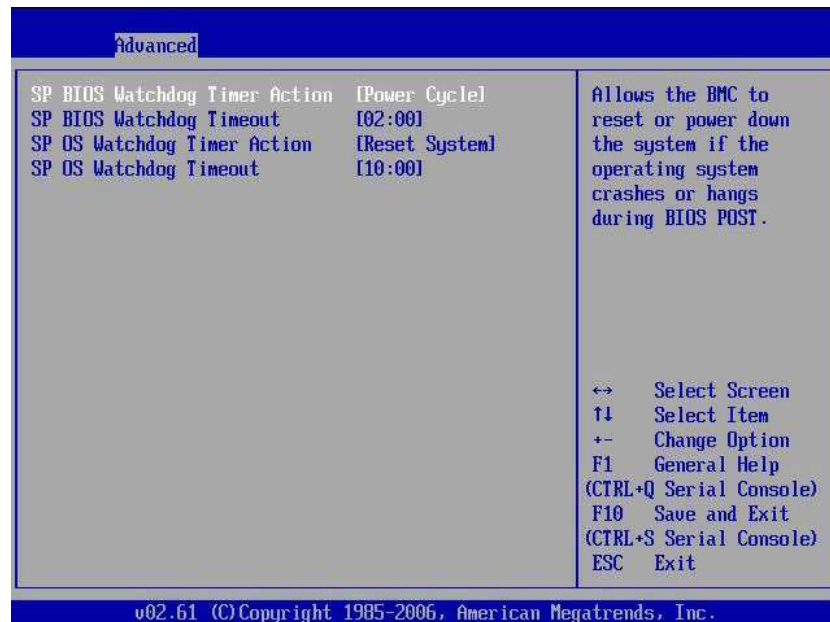 Advanced
SP BIOS Watchdog Timer Action [Power Cycle]
SP BIOS Watchdog Timeout [02:00]
SP OS Watchdog Timer Action [Reset System]
SP OS Watchdog Timeout [10:00]
Allows the BMC to
reset or power down
the system if the
operating system
crashes or hangs
during BIOS POST.
↔ Select Screen
↑↓ Select Item
+- Change Option
F1 General Help
(CTRL+Q Serial Console)
F10 Save and Exit
(CTRL+S Serial Console)
ESC Exit
v02.61 (C)Copyright 1985-2006, American Megatrends, Inc.